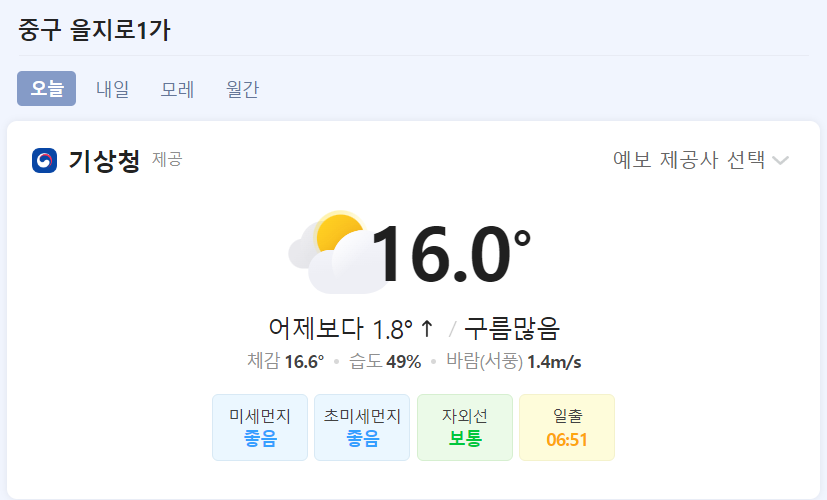 중구 을지로1가
오늘 내일 모레 월간
기상청 제공 예보 제공사 선택
16.0°
어제보다 1.8° ↑ / 구름많음
체감 16.6° • 습도 49% • 바람(서풍) 1.4m/s
미세먼지 초미세먼지 자외선 일출
좋음 좋음 보통 06:51